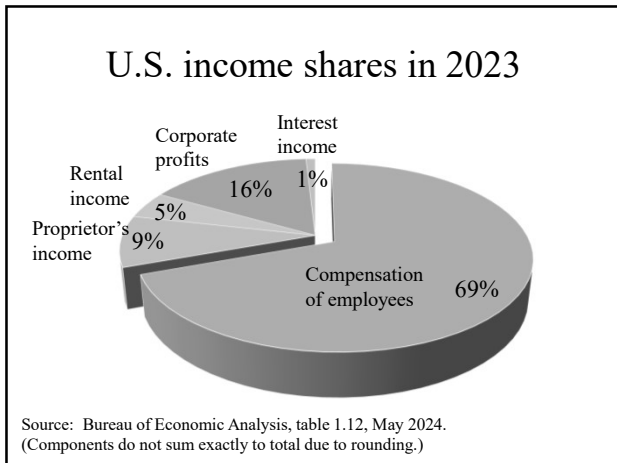 U.S. income shares in 2023
Interest
income
Corporate
profits
Rental
income
Proprietor's
income
1%
16%
5%
9%
Compensation
of employees
69%
Source:  Bureau of Economic Analysis, table 1.12, May 2024.
(Components do not sum exactly to total due to rounding.)